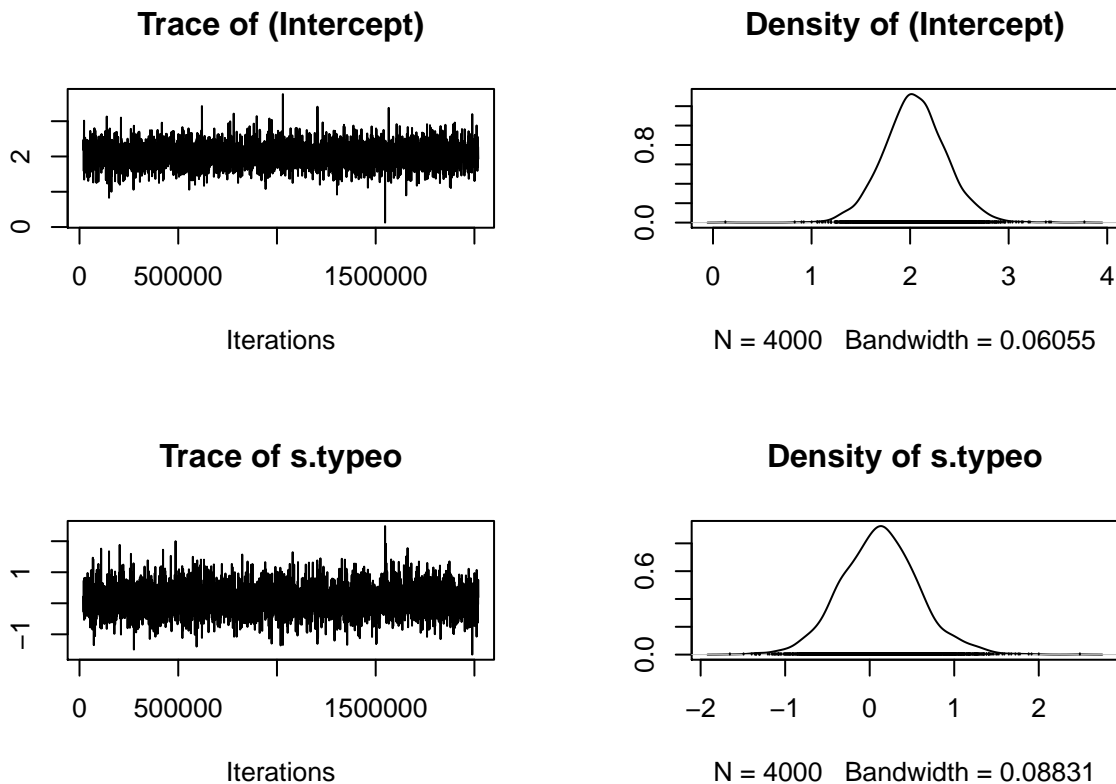 Trace of (Intercept)
Density of (Intercept)
0 2
0 500000 1500000
Iterations
0.0 0.8
0 1 2 3 4
N = 4000 Bandwidth = 0.06055
Trace of s.typeo
Density of s.typeo
−1 1
0 500000 1500000
Iterations
0.0 0.6
−2 −1 0 1 2
N = 4000 Bandwidth = 0.08831